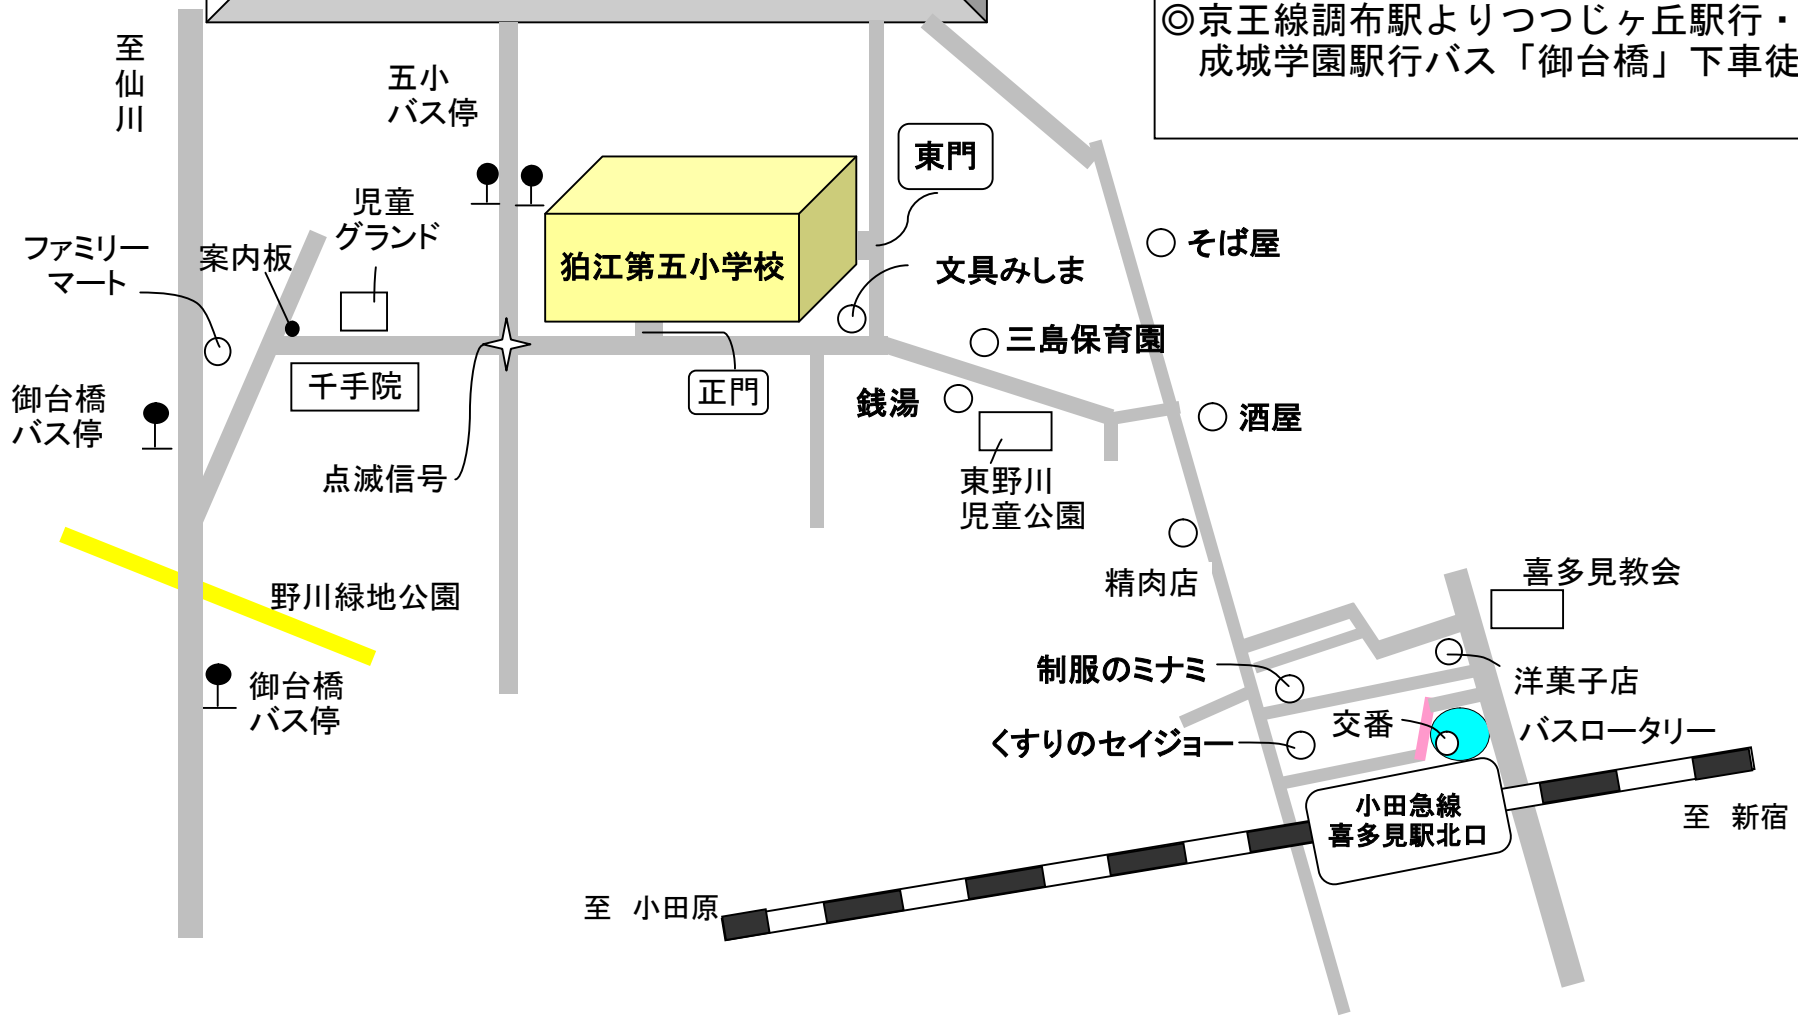 ◎京王線調布駅よりつつじヶ丘駅行・
成城学園駅行バス「御台橋」下車徒
至
仙
川
五小
バス停
東門
児童
グランド
ファミリー
マート
案内板
狛江第五小学校
文具みしま
そば屋
三島保育園
千手院
正門
銭湯
酒屋
御台橋
バス停
点滅信号
東野川
児童公園
精肉店
野川緑地公園
喜多見教会
制服のミナミ
洋菓子店
御台橋
バス停
交番
バスロータリー
くすりのセイジョー
小田急線
喜多見駅北口
至 新宿
至 小田原